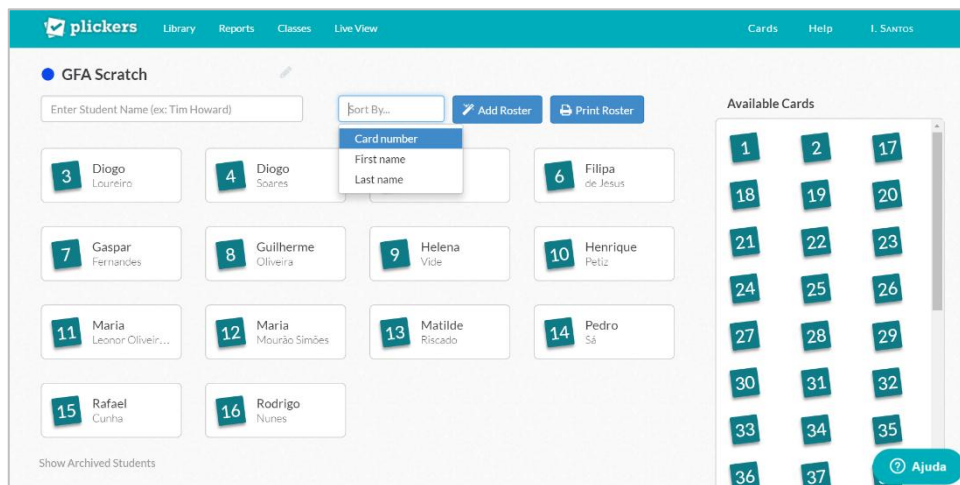 plickers Library Reports Classes Live View Cards Help I. SANTOS
GFA Scratch
Enter Student Name (ex: Tim Howard) Sort By... Add Roster Print Roster
Card number
First name
Last name
3 Diogo
Loureiro
4 Diogo
Soares
6 Filipa
de Jesus
7 Gaspar
Fernandes
8 Guilherme
Oliveira
9 Helena
Vide
10 Henrique
Petiz
11 Maria
Leonor Oliveir...
12 Maria
Mourão Simões
13 Matilde
Riscado
14 Pedro
Sá
15 Rafael
Cunha
16 Rodrigo
Nunes
Show Archived Students
Available Cards
1 2 17
18 19 20
21 22 23
24 25 26
27 28 29
30 31 32
33 34 35
36 37
Ajuda